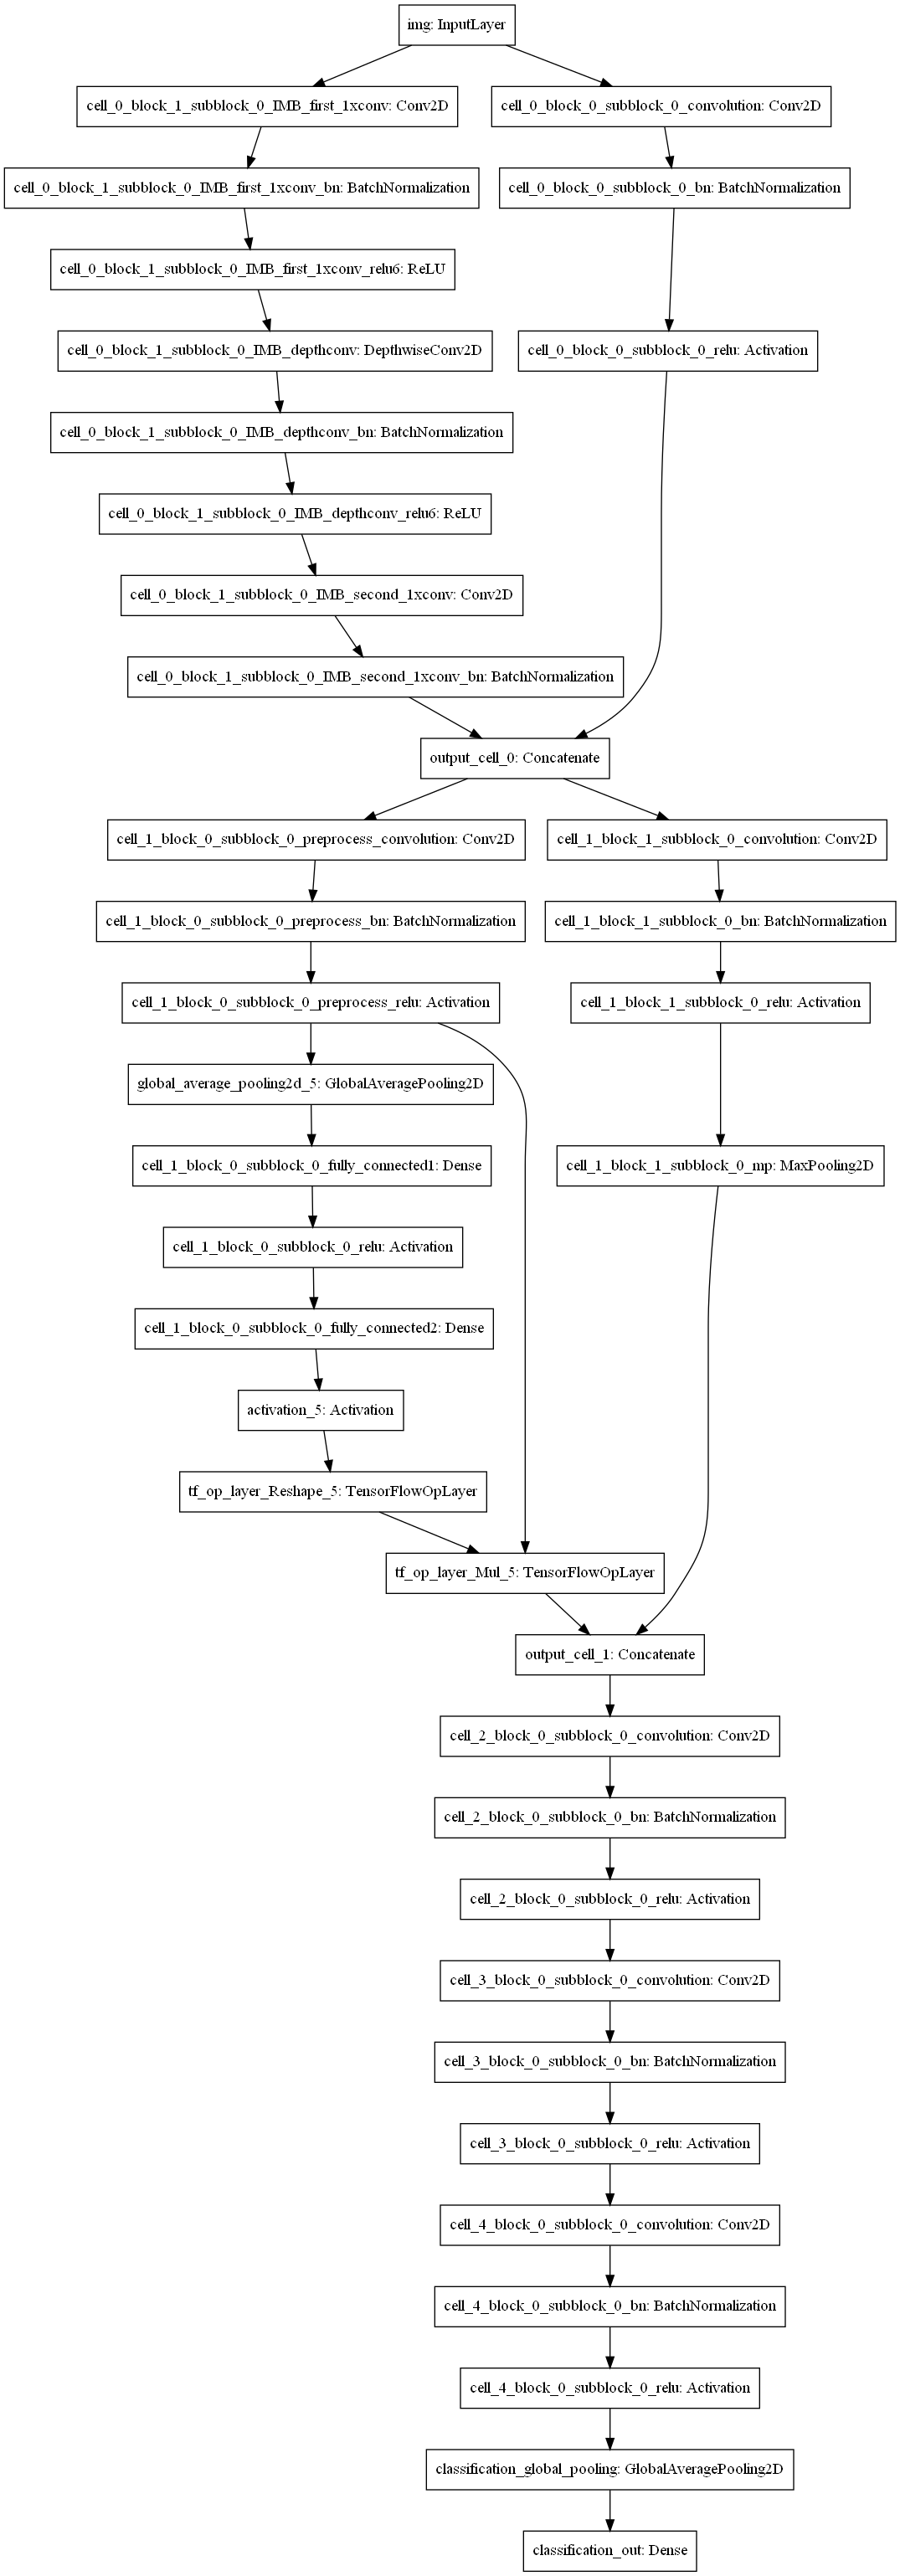 img: InputLayer
cell_0_block_1_subblock_0_IMB_first_1xconv: Conv2D
cell_0_block_0_subblock_0_convolution: Conv2D
cell_0_block_1_subblock_0_IMB_first_1xconv_bn: BatchNormalization
cell_0_block_0_subblock_0_bn: BatchNormalization
cell_0_block_1_subblock_0_IMB_first_1xconv_relu6: ReLU
cell_0_block_1_subblock_0_IMB_depthconv: DepthwiseConv2D
cell_0_block_0_subblock_0_relu: Activation
cell_0_block_1_subblock_0_IMB_depthconv_bn: BatchNormalization
cell_0_block_1_subblock_0_IMB_depthconv_relu6: ReLU
cell_0_block_1_subblock_0_IMB_second_1xconv: Conv2D
cell_0_block_1_subblock_0_IMB_second_1xconv_bn: BatchNormalization
output_cell_0: Concatenate
cell_1_block_0_subblock_0_preprocess_convolution: Conv2D
cell_1_block_1_subblock_0_convolution: Conv2D
cell_1_block_0_subblock_0_preprocess_bn: BatchNormalization
cell_1_block_1_subblock_0_bn: BatchNormalization
cell_1_block_0_subblock_0_preprocess_relu: Activation
cell_1_block_1_subblock_0_relu: Activation
global_average_pooling2d_5: GlobalAveragePooling2D
cell_1_block_0_subblock_0_fully_connected1: Dense
cell_1_block_1_subblock_0_mp: MaxPooling2D
cell_1_block_0_subblock_0_relu: Activation
cell_1_block_0_subblock_0_fully_connected2: Dense
activation_5: Activation
tf_op_layer_Reshape_5: TensorFlowOpLayer
tf_op_layer_Mul_5: TensorFlowOpLayer
output_cell_1: Concatenate
cell_2_block_0_subblock_0_convolution: Conv2D
cell_2_block_0_subblock_0_bn: BatchNormalization
cell_2_block_0_subblock_0_relu: Activation
cell_3_block_0_subblock_0_convolution: Conv2D
cell_3_block_0_subblock_0_bn: BatchNormalization
cell_3_block_0_subblock_0_relu: Activation
cell_4_block_0_subblock_0_convolution: Conv2D
cell_4_block_0_subblock_0_bn: BatchNormalization
cell_4_block_0_subblock_0_relu: Activation
classification_global_pooling: GlobalAveragePooling2D
classification_out: Dense